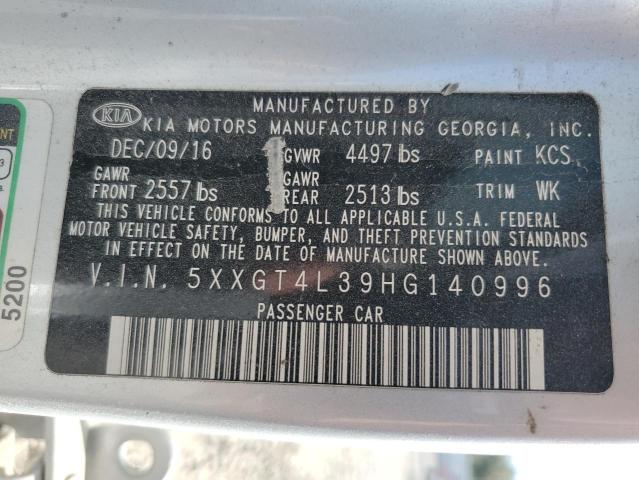 MANUFACTURED BY
KIA KIA MOTORS MANUFACTURING GEORGIA, INC.
DEC/09/16 GVWR 4497 lbs PAINT KCS
GAWR FRONT 2557 lbs GAWR REAR 2513 lbs TRIM WK
THIS VEHICLE CONFORMS TO ALL APPLICABLE U.S.A. FEDERAL
MOTOR VEHICLE SAFETY, BUMPER, AND THEFT PREVENTION STANDARDS
IN EFFECT ON THE DATE OF MANUFACTURE SHOWN ABOVE.
V.I.N. 5XXGT4L39HG140996
PASSENGER CAR
5200